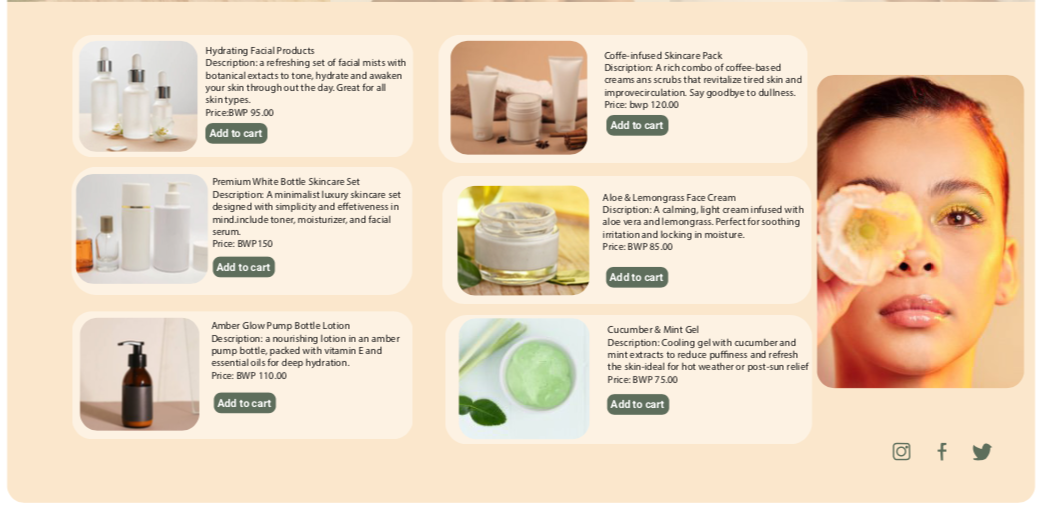 Hydrating Facial Products
Description: a refreshing set of facial mists with
botanical extracts to tone, hydrate and awaken
your skin through out the day. Great for all
skin types.
Price:BWP 95.00
Add to cart
Premium White Bottle Skincare Set
Description: A minimalist luxury skincare set
designed with simplicity and effetiveness in
mind.include toner, moisturizer, and facial
serum.
Price: BWP150
Add to cart
Amber Glow Pump Bottle Lotion
Description: a nourishing lotion in an amber
pump bottle, packed with vitamin E and
essential oils for deep hydration.
Price: BWP 110.00
Add to cart
Coffe-infused Skincare Pack
Discription: A rich combo of coffee-based
creams ans scrubs that revitalize tired skin and
improvecirculation. Say goodbye to dullness.
Price: bwp 120.00
Add to cart
Aloe & Lemongrass Face Cream
Discription: A calming, light cream infused with
aloe vera and lemongrass. Perfect for soothing
irritation and locking in moisture.
Price: BWP 85.00
Add to cart
Cucumber & Mint Gel
Description: Cooling gel with cucumber and
mint extracts to reduce puffiness and refresh
the skin-ideal for hot weather or post-sun relief
Price: BWP 75.00
Add to cart